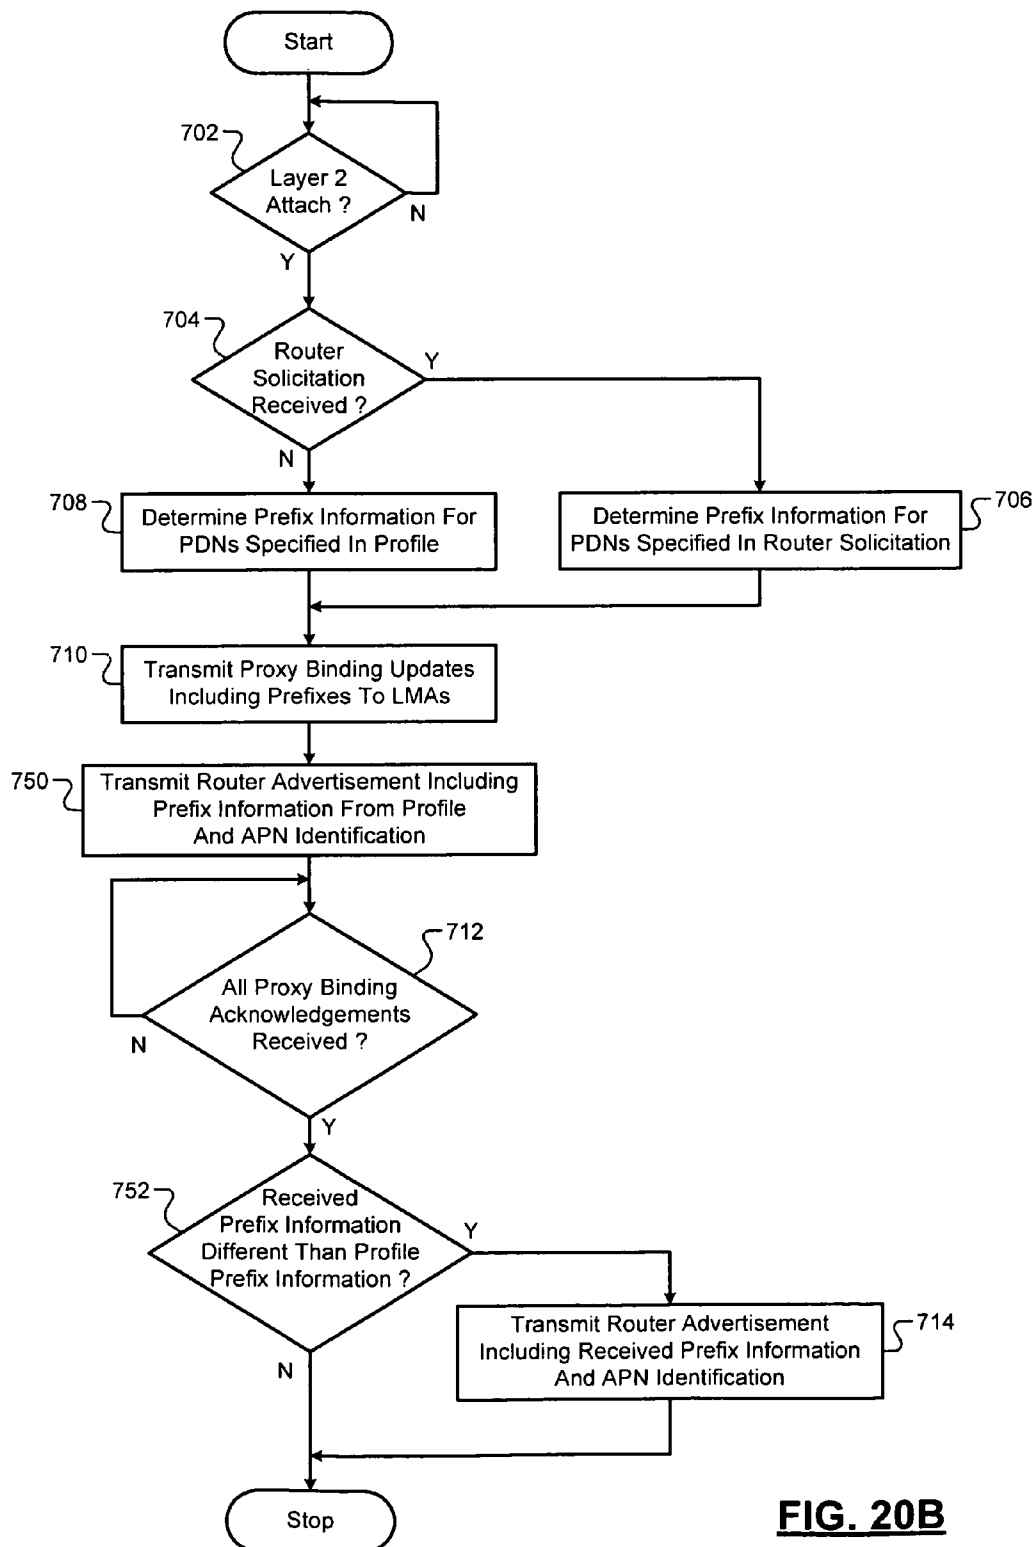 Start
702
Layer 2
Attach ?
N
Y
704
Router
Solicitation
Received ?
Y
N
708
Determine Prefix Information For
PDNs Specified In Profile
Determine Prefix Information For
PDNs Specified In Router Solicitation
706
710
Transmit Proxy Binding Updates
Including Prefixes To LMAs
750
Transmit Router Advertisement Including
Prefix Information From Profile
And APN Identification
712
All Proxy Binding
Acknowledgements
Received ?
N
Y
752
Received
Prefix Information
Different Than Profile
Prefix Information ?
Y
N
Transmit Router Advertisement
Including Received Prefix Information
And APN Identification
714
Stop
FIG. 20B